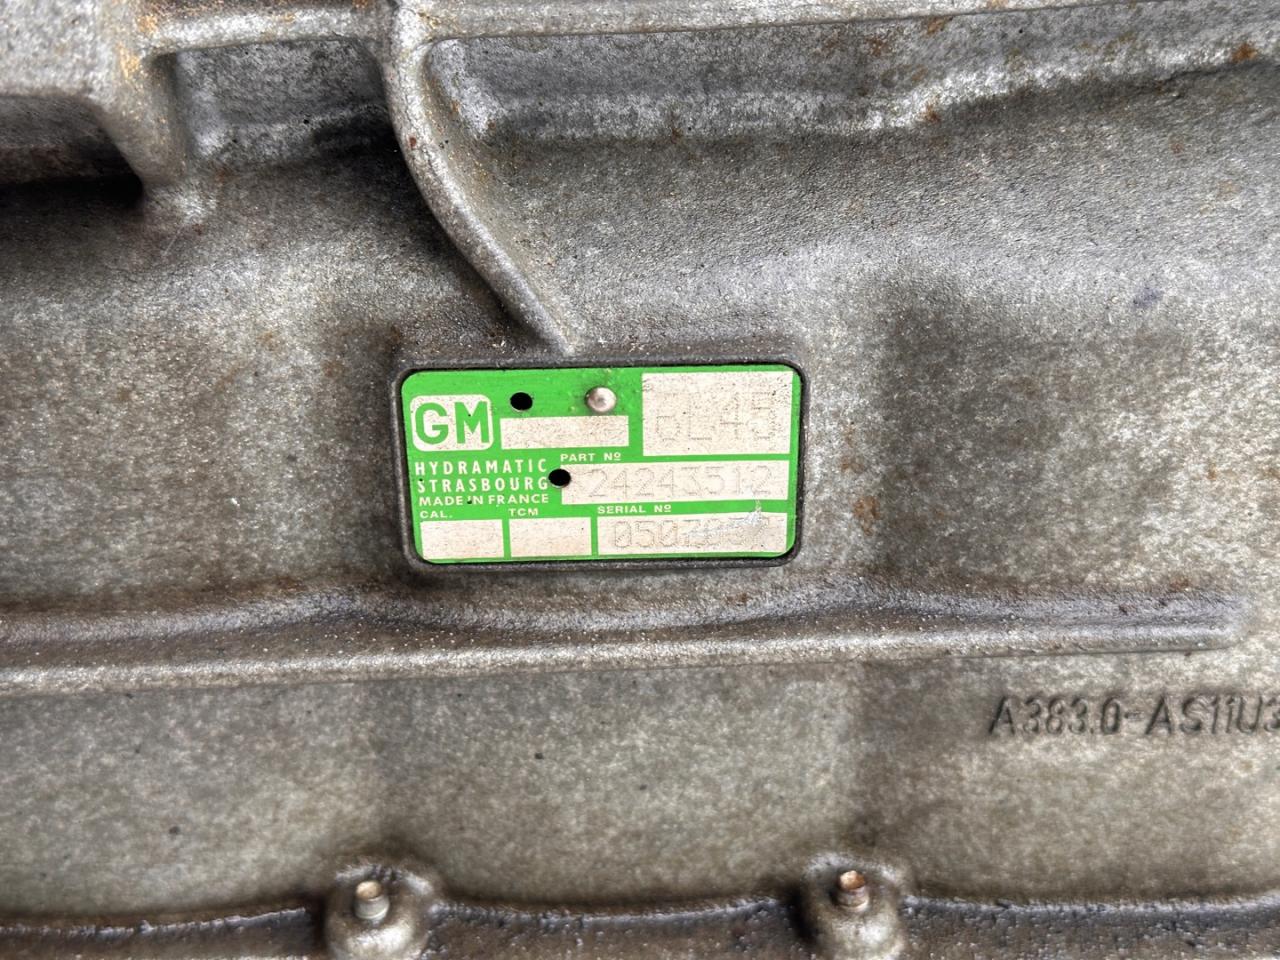 GM
6L45
PART Nº
HYDRAMATIC
24243512
STRASBOURG
MADE IN FRANCE
CAL.
TCM
SERIAL Nº
A383.0-AS11U3